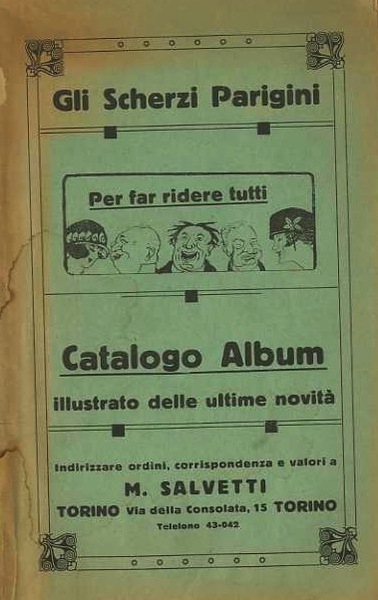 Gli Scherzi Parigini
Per far ridere tutti
Catalogo Album
illustrato delle ultime novità
Indirizzare ordini, corrispondenza e valori a
M. SALVETTI
TORINO Via della Consolata, 15 TORINO
Telefono 43-042